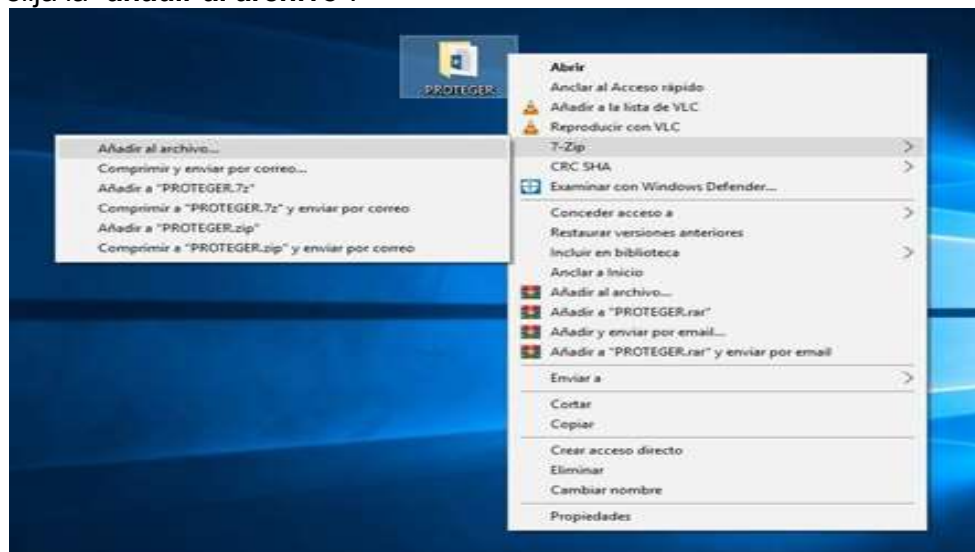 elija la "añadir al archivo".
PROTEGER
Abrir
Anclar al Acceso rápido
Añadir a la lista de VLC
Reproducir con VLC
7-Zip
CRC SHA
Examinar con Windows Defender...
Conceder acceso a
Restaurar versiones anteriores
Incluir en biblioteca
Anclar a Inicio
Añadir al archivo...
Añadir a "PROTEGER.rar"
Añadir y enviar por email...
Añadir a "PROTEGER.rar" y enviar por email
Enviar a
Cortar
Copiar
Crear acceso directo
Eliminar
Cambiar nombre
Propiedades
Añadir al archivo...
Comprimir y enviar por correo...
Añadir a "PROTEGER.7z"
Comprimir a "PROTEGER.7z" y enviar por correo
Añadir a "PROTEGER.zip"
Comprimir a "PROTEGER.zip" y enviar por correo